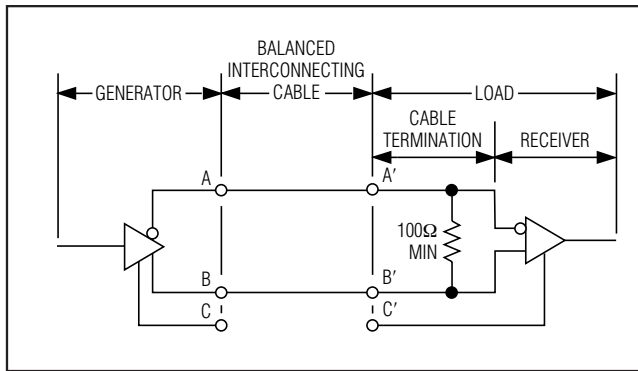 BALANCED
INTERCONNECTING
CABLE
GENERATOR
LOAD
CABLE
TERMINATION
RECEIVER
A
A′
100Ω
MIN
B
B′
C
C′